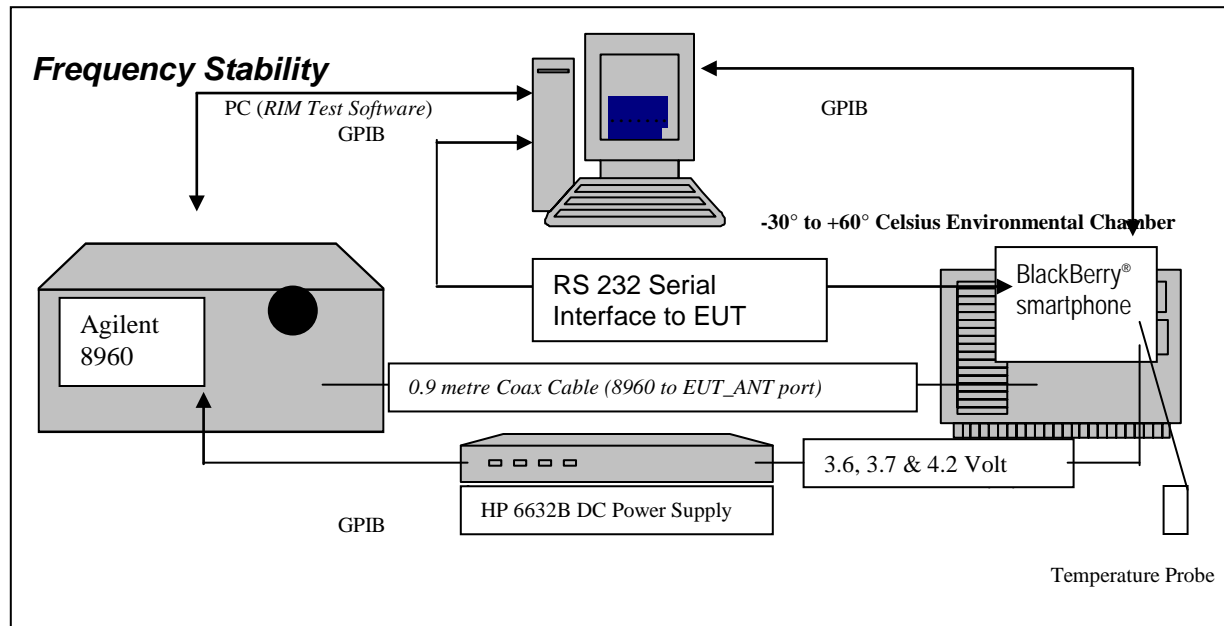 Frequency Stability
PC (RIM Test Software)
GPIB
GPIB
-30° to +60° Celsius Environmental Chamber
BlackBerry®
smartphone
RS 232 Serial
Interface to EUT
Agilent
8960
0.9 metre Coax Cable (8960 to EUT_ANT port)
3.6, 3.7 & 4.2 Volt
HP 6632B DC Power Supply
GPIB
Temperature Probe